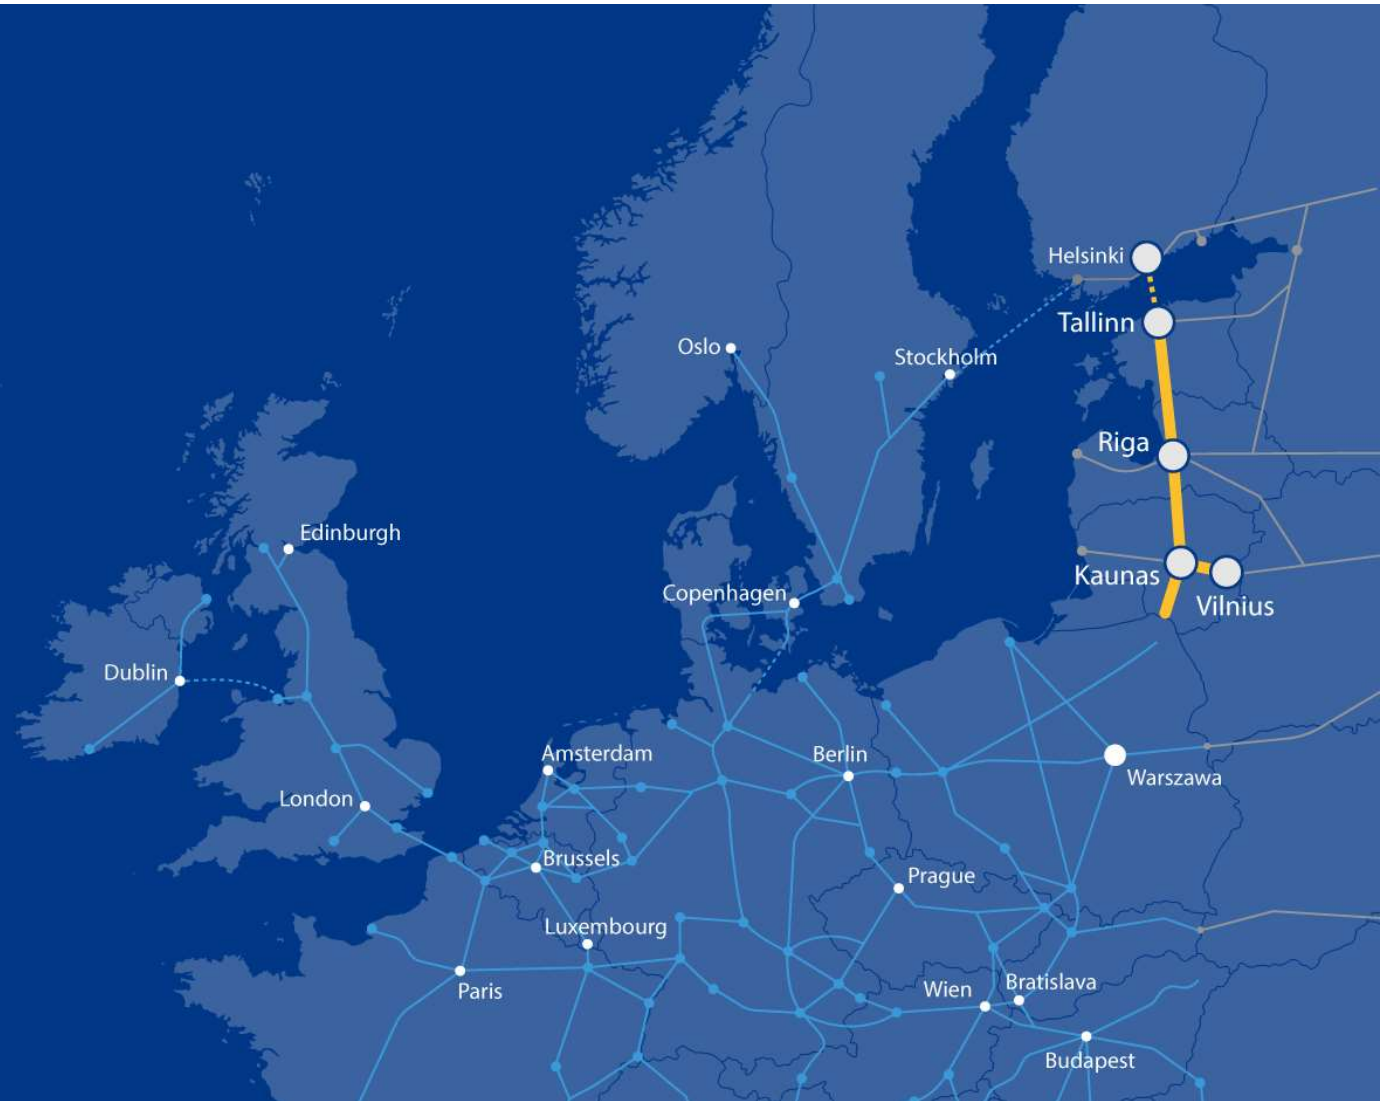 Helsinki
Tallinn
Oslo
Stockholm
Riga
Edinburgh
Copenhagen
Kaunas
Vilnius
Dublin
Amsterdam
Berlin
Warszawa
London
Brussels
Prague
Luxembourg
Paris
Wien
Bratislava
Budapest